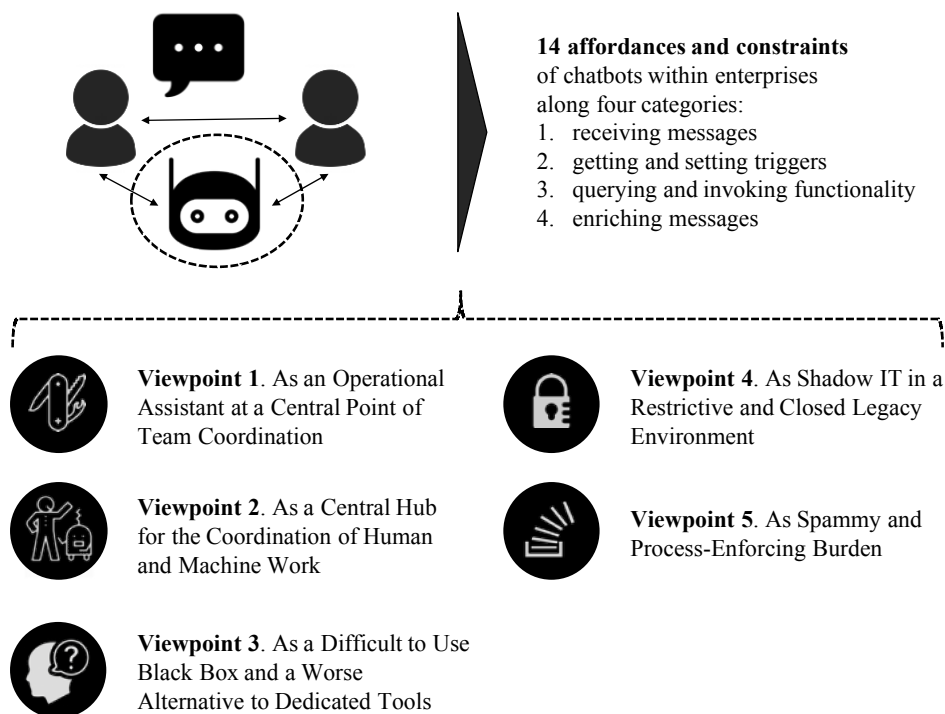 14 affordances and constraints
of chatbots within enterprises
along four categories:
1. receiving messages
2. getting and setting triggers
3. querying and invoking functionality
4. enriching messages
Viewpoint 1. As an Operational
Assistant at a Central Point of
Team Coordination
Viewpoint 2. As a Central Hub
for the Coordination of Human
and Machine Work
Viewpoint 3. As a Difficult to Use
Black Box and a Worse
Alternative to Dedicated Tools
Viewpoint 4. As Shadow IT in a
Restrictive and Closed Legacy
Environment
Viewpoint 5. As Spammy and
Process-Enforcing Burden